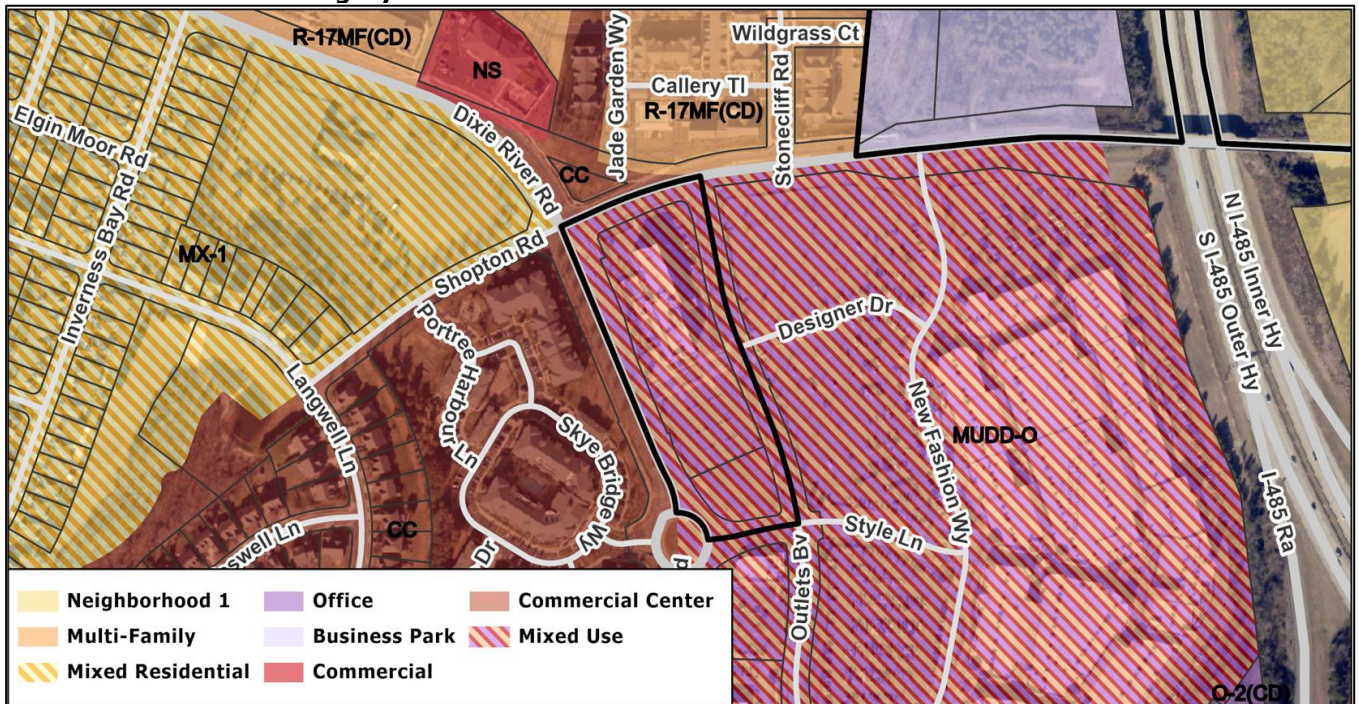 R-17MF(CD)
NS
Jade Garden Wy
Wildgrass Ct
Callery Tl
R-17MF(CD)
Stonecliff Rd
Elgin Moor Rd
Inverness Bay Rd
Dixie River Rd
CC
MX-1
Shopton Rd
N I-485 Inner Hy
S I-485 Outer Hy
Designer Dr
Portree Harbour Ln
Langwell Ln
Skye Bridge Wy
New Fashion Wy
MUDD-O
I-485 Ra
CC
swell Ln
Dr
Style Ln
Outlets Bv
O-2(CD)
Neighborhood 1
Office
Commercial Center
Multi-Family
Business Park
Mixed Use
Mixed Residential
Commercial